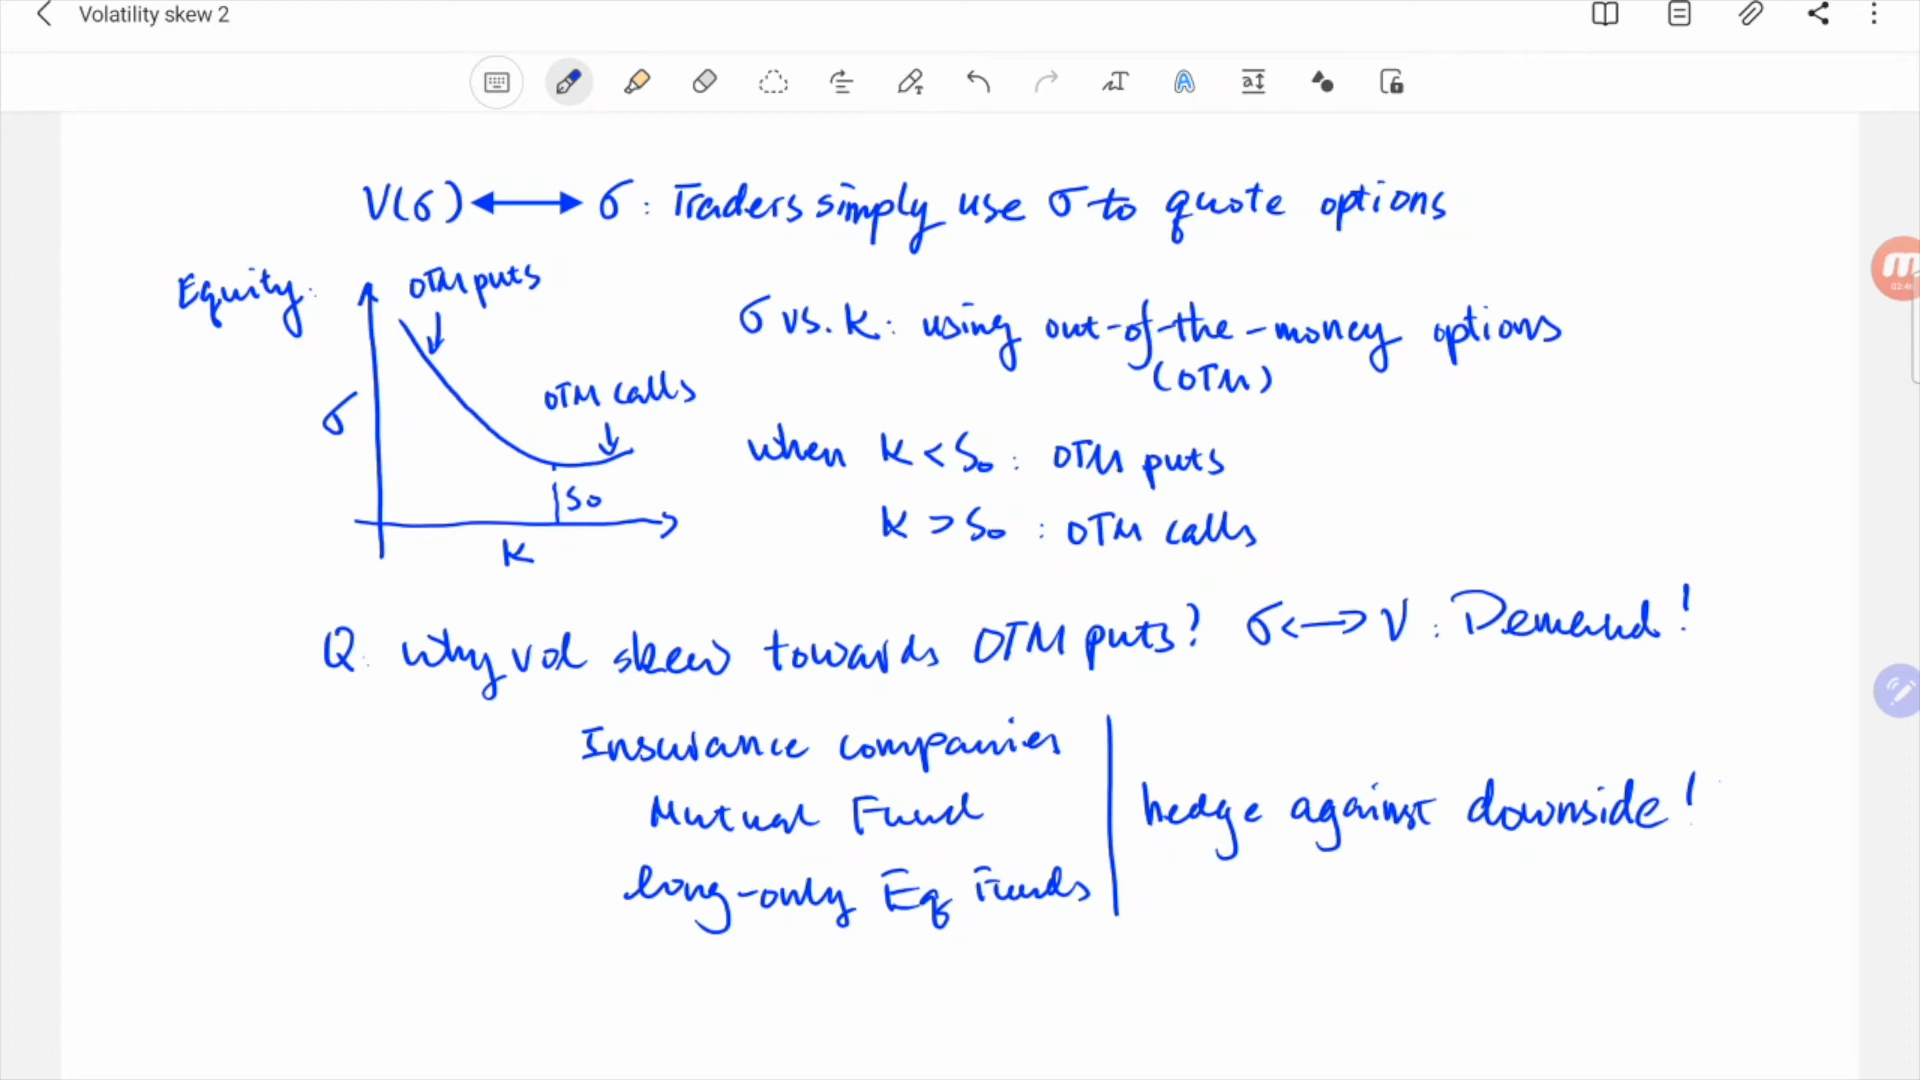 Volatility skew 2
V(σ) ⟷ σ : Traders simply use σ to quote options
Equity:
OTM puts
σ vs. K : using out-of-the-money options
(OTM)
OTM calls
σ
when K < S₀ : OTM puts
S₀
K > S₀ : OTM calls
K
Q. Why vol skew towards OTM puts? σ ⟷ V : Demand!
Insurance companies
Mutual Fund
hedge against downside!
long-only Eq Funds
02:46